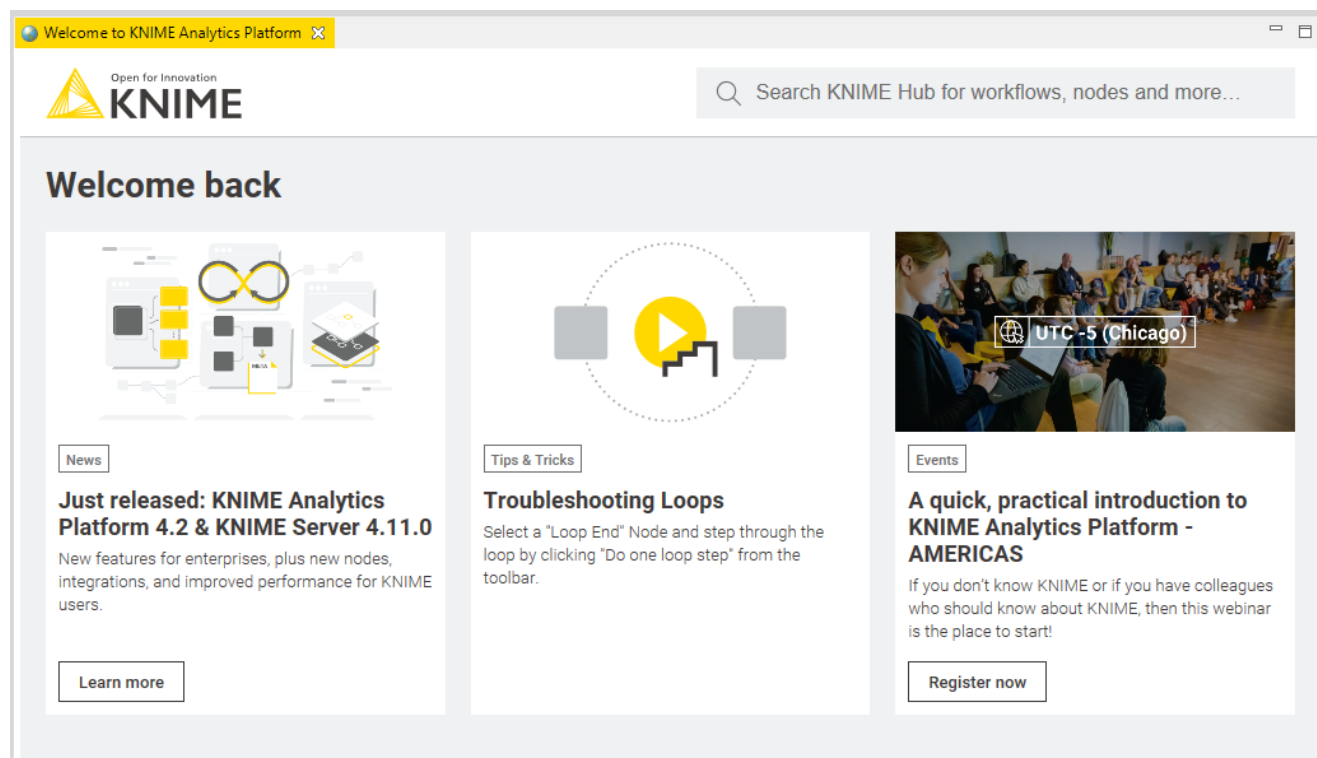 Welcome to KNIME Analytics Platform
Open for Innovation
KNIME
Search KNIME Hub for workflows, nodes and more...
Welcome back
News
Just released: KNIME Analytics
Platform 4.2 & KNIME Server 4.11.0
New features for enterprises, plus new nodes,
integrations, and improved performance for KNIME
users.
Learn more
Tips & Tricks
Troubleshooting Loops
Select a "Loop End" Node and step through the
loop by clicking "Do one loop step" from the
toolbar.
UTC -5 (Chicago)
Events
A quick, practical introduction to
KNIME Analytics Platform -
AMERICAS
If you don't know KNIME or if you have colleagues
who should know about KNIME, then this webinar
is the place to start!
Register now